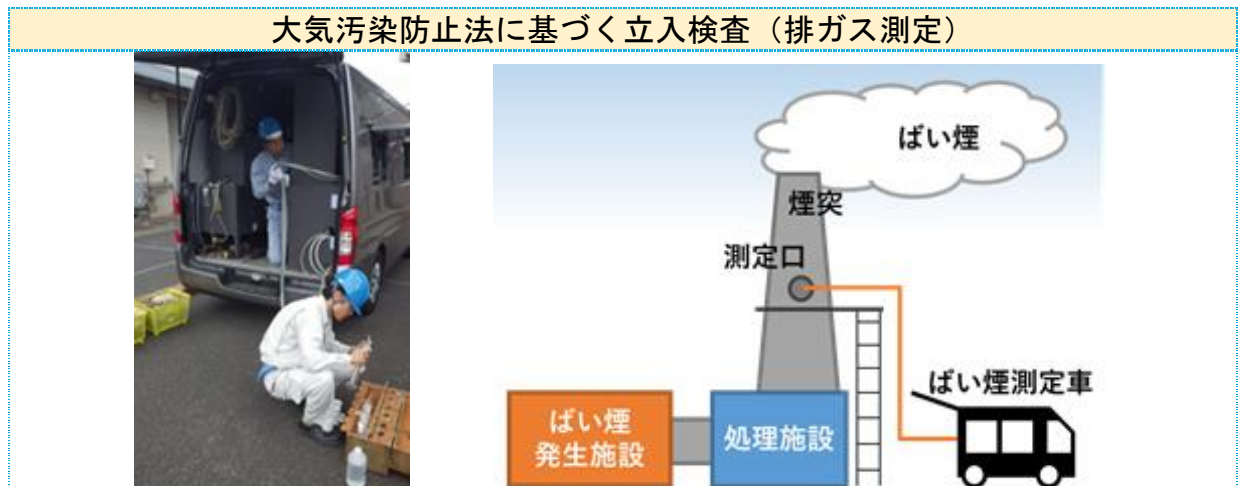 大気汚染防止法に基づく立入検査（排ガス測定）
ばい煙
煙突
測定口
ばい煙測定車
ばい煙
発生施設
処理施設